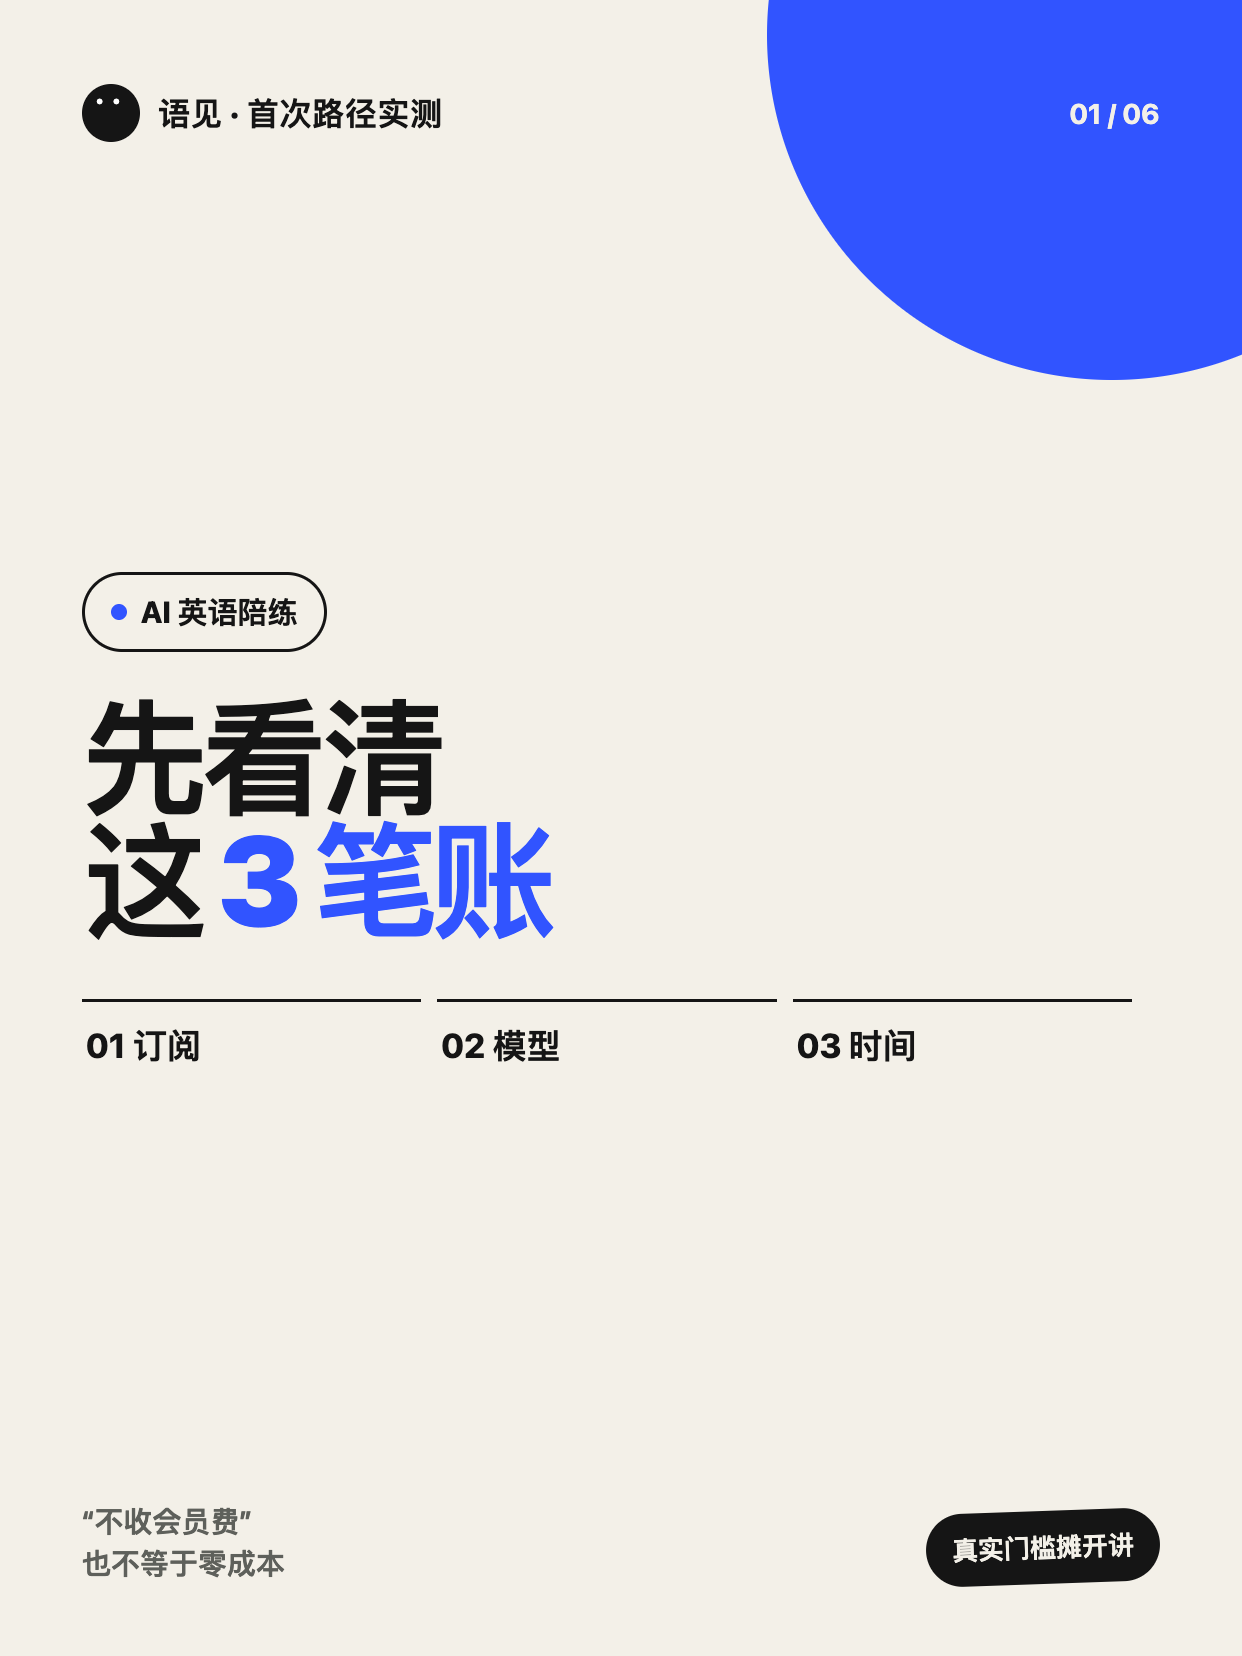 语见 · 首次路径实测
01 / 06
AI 英语陪练
先看清
这 3 笔账
01 订阅
02 模型
03 时间
“不收会员费”
也不等于零成本
真实门槛摊开讲